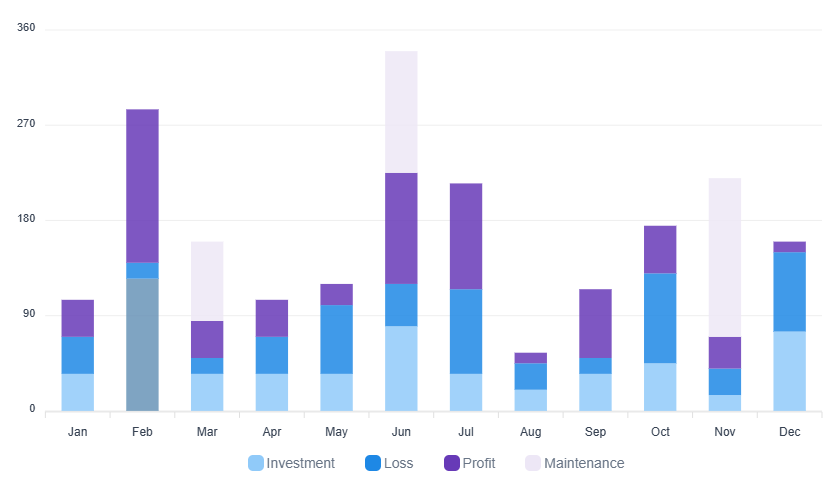 360
270
180
90
0
Jan Feb Mar Apr May Jun Jul Aug Sep Oct Nov Dec
Investment Loss Profit Maintenance